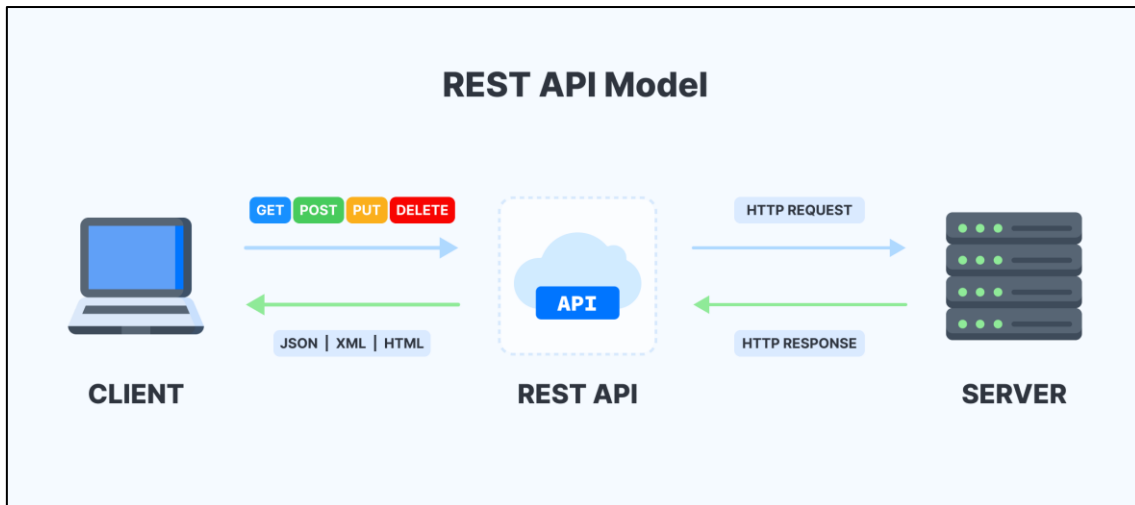 REST API Model
GET POST PUT DELETE
HTTP REQUEST
API
JSON | XML | HTML
HTTP RESPONSE
CLIENT
REST API
SERVER